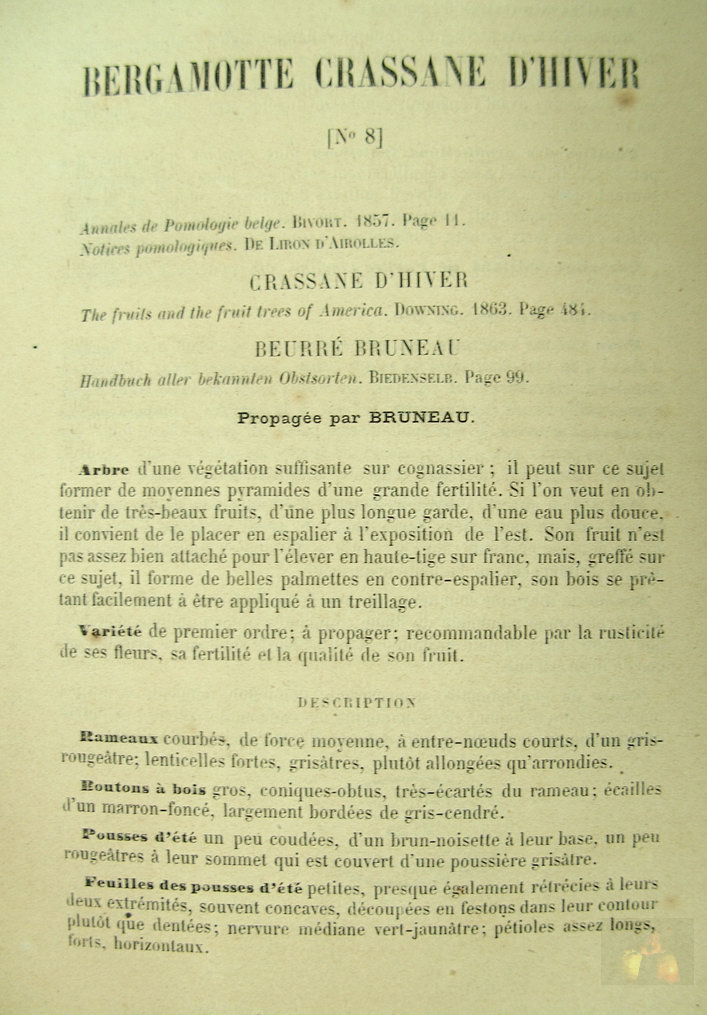 BERGAMOTTE CRASSANE D'HIVER
[No 8]
Annales de Pomologie belge. BIVORT. 1857. Page 11.
Notices pomologiques. DE LIRON D'AIROLLES.
CRASSANE D'HIVER
The fruits and the fruit trees of America. DOWNING. 1863. Page 484.
BEURRÉ BRUNEAU
Handbuch aller bekannten Obstsorten. BIEDENFELD. Page 99.
Propagée par BRUNEAU.
Arbre d'une végétation suffisante sur cognassier ; il peut sur ce sujet
former de moyennes pyramides d'une grande fertilité. Si l'on veut en ob-
tenir de très-beaux fruits, d'une plus longue garde, d'une eau plus douce,
il convient de le placer en espalier à l'exposition de l'est. Son fruit n'est
pas assez bien attaché pour l'élever en haute-tige sur franc, mais, greffé sur
ce sujet, il forme de belles palmettes en contre-espalier, son bois se prê-
tant facilement à être appliqué à un treillage.
Variété de premier ordre ; à propager ; recommandable par la rusticité
de ses fleurs, sa fertilité et la qualité de son fruit.
DESCRIPTION
Rameaux courbés, de force moyenne, à entre-nœuds courts, d'un gris-
rougeâtre; lenticelles fortes, grisâtres, plutôt allongées qu'arrondies.
Boutons à bois gros, coniques-obtus, très-écartés du rameau ; écailles
d'un marron-foncé, largement bordées de gris-cendré.
Pousses d'été un peu coudées, d'un brun-noisette à leur base, un peu
rougeâtres à leur sommet qui est couvert d'une poussière grisâtre.
Feuilles des pousses d'été petites, presque également rétrécies à leurs
deux extrémités, souvent concaves, découpées en festons dans leur contour
plutôt que dentées ; nervure médiane vert-jaunâtre ; pétioles assez longs,
forts, horizontaux.